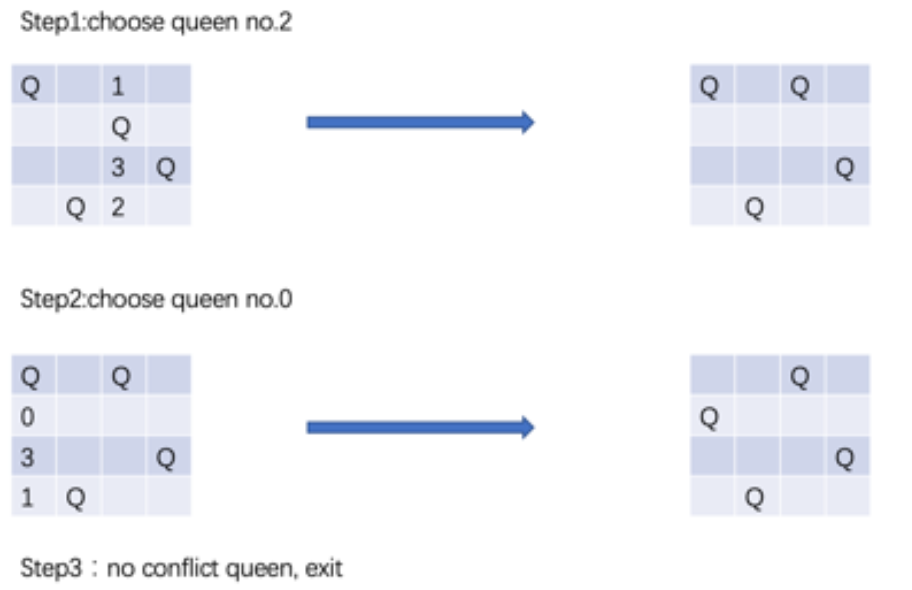 Step1:choose queen no.2
Q 1 Q Q
Q
3 Q Q
Q 2 Q
Step2:choose queen no.0
Q Q Q
0 Q
3 Q Q
1 Q Q
Step3：no conflict queen, exit